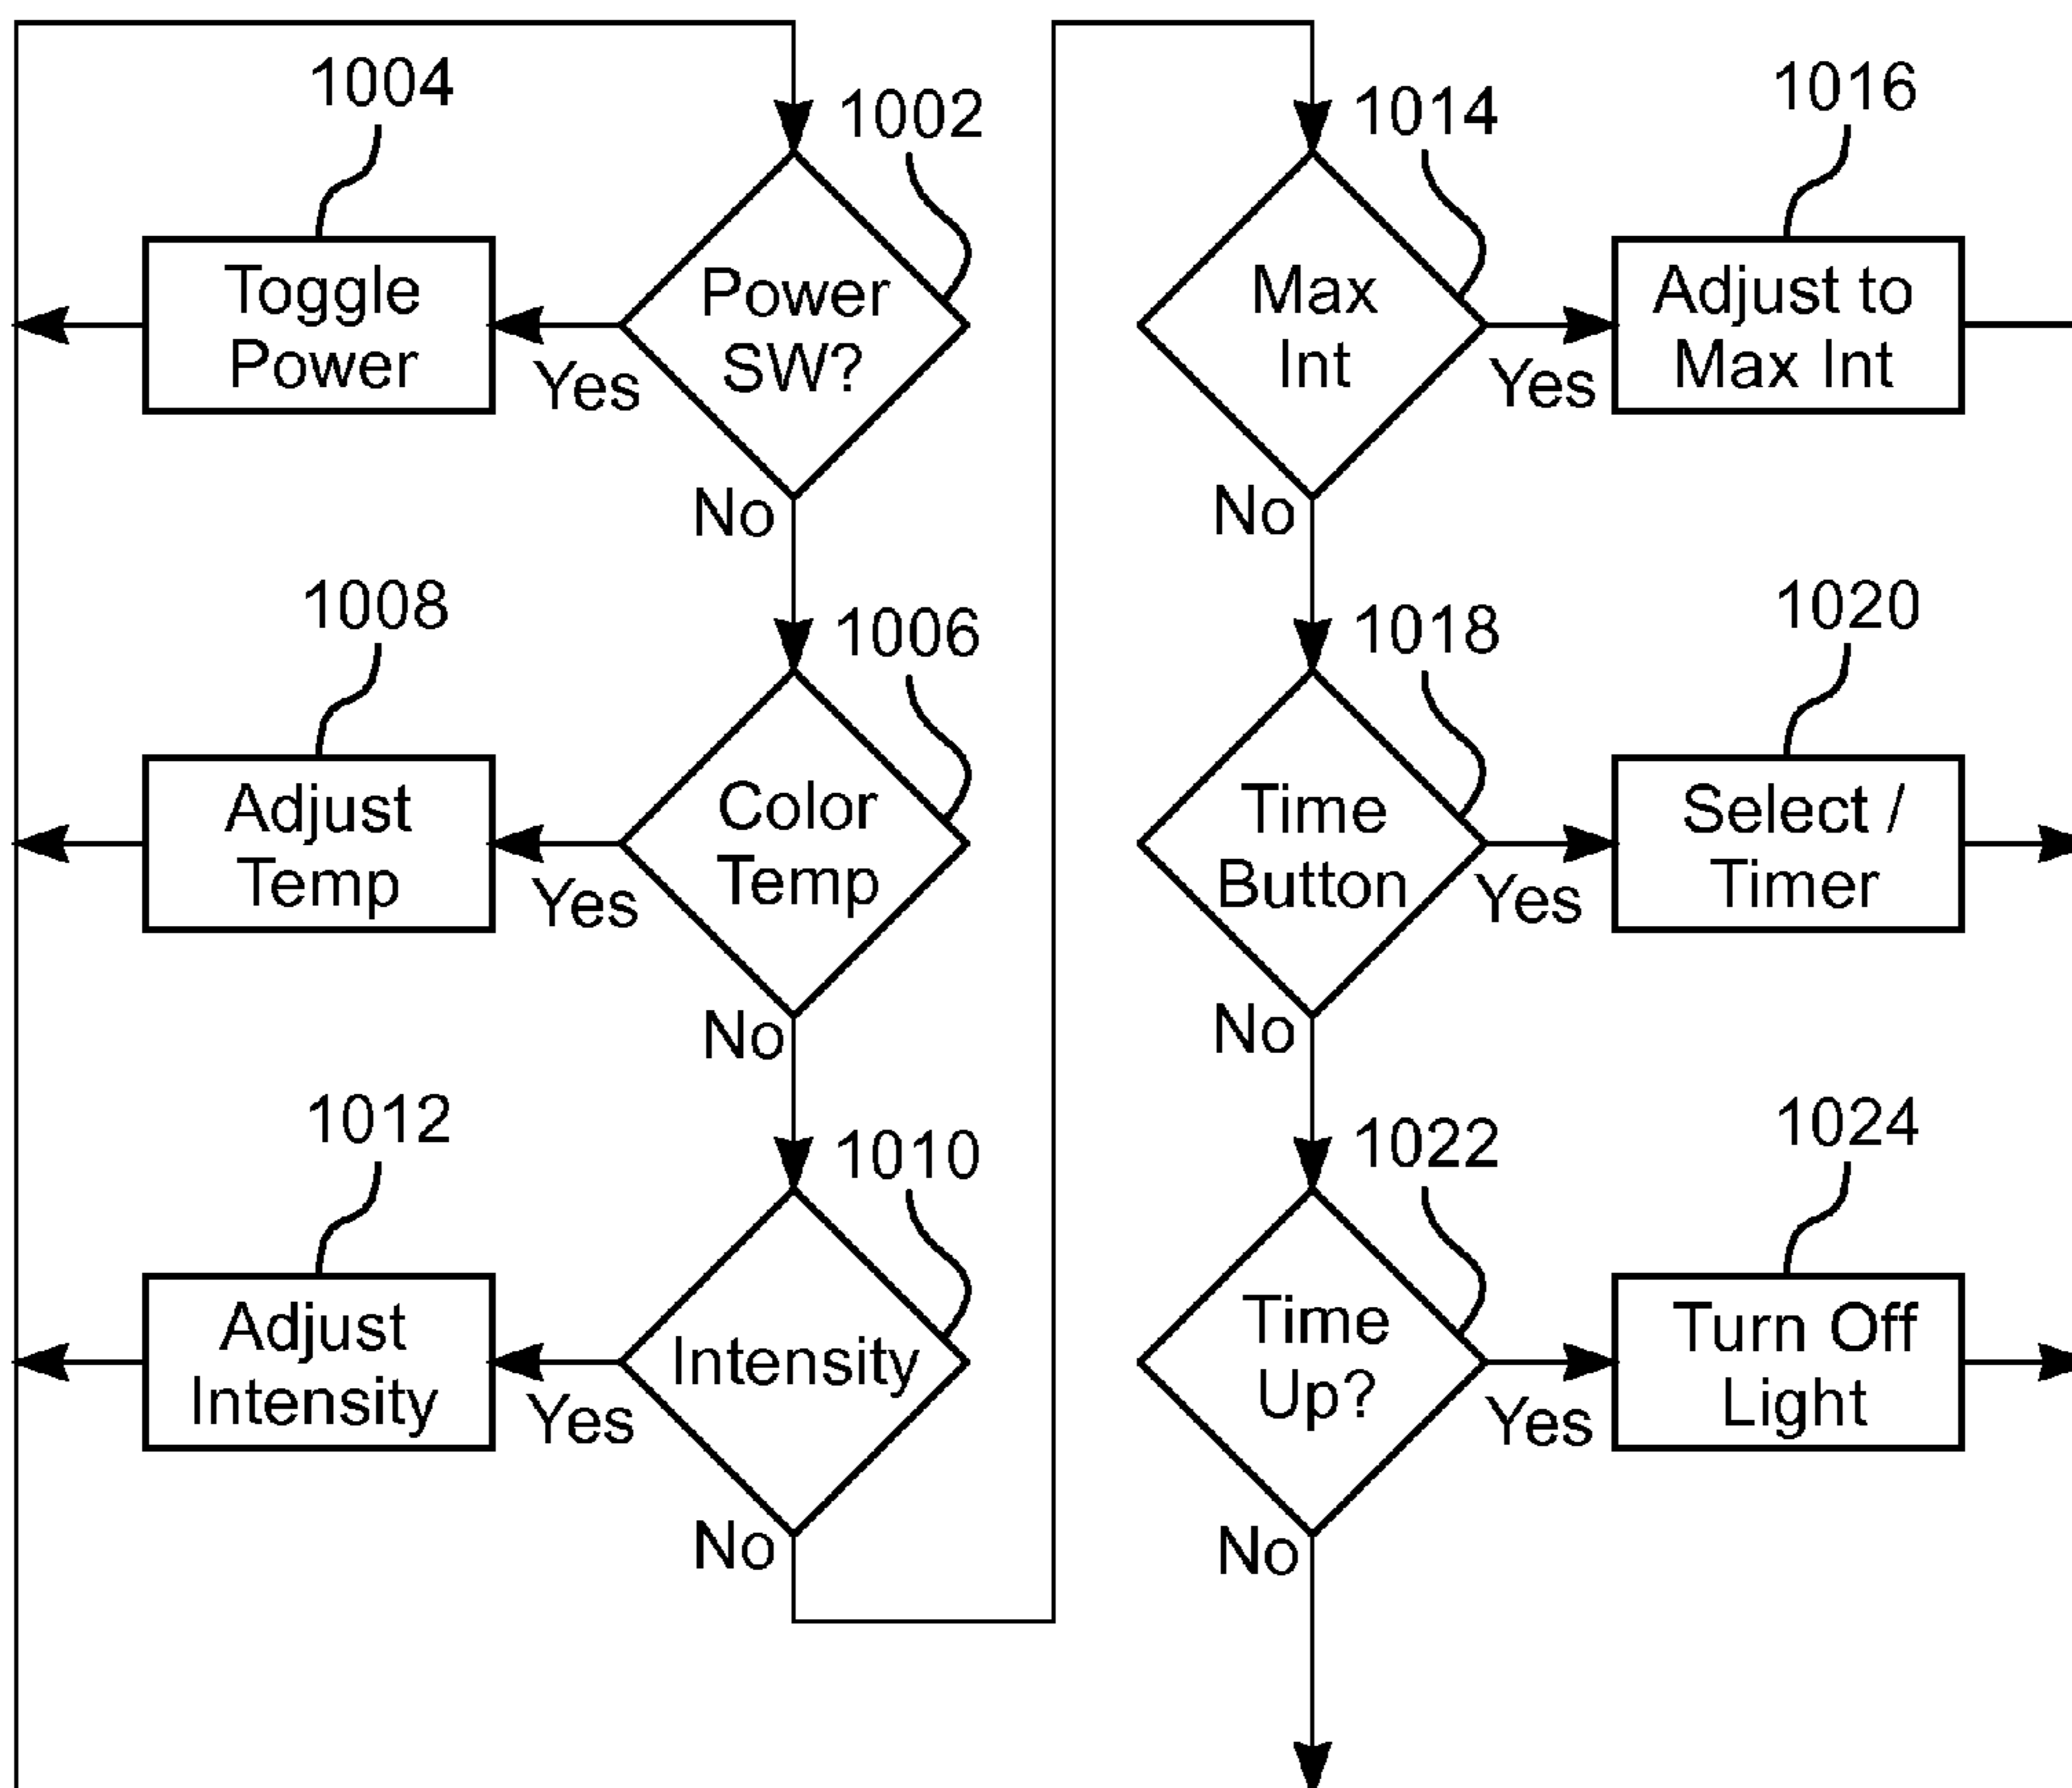 1004
1002
Toggle
Power
Yes
Power
SW?
No
1008
1006
Adjust
Temp
Yes
Color
Temp
No
1012
1010
Adjust
Intensity
Yes
Intensity
No
1014
1016
Max
Int
Yes
Adjust to
Max Int
No
1018
1020
Time
Button
Yes
Select /
Timer
No
1022
1024
Time
Up?
Yes
Turn Off
Light
No